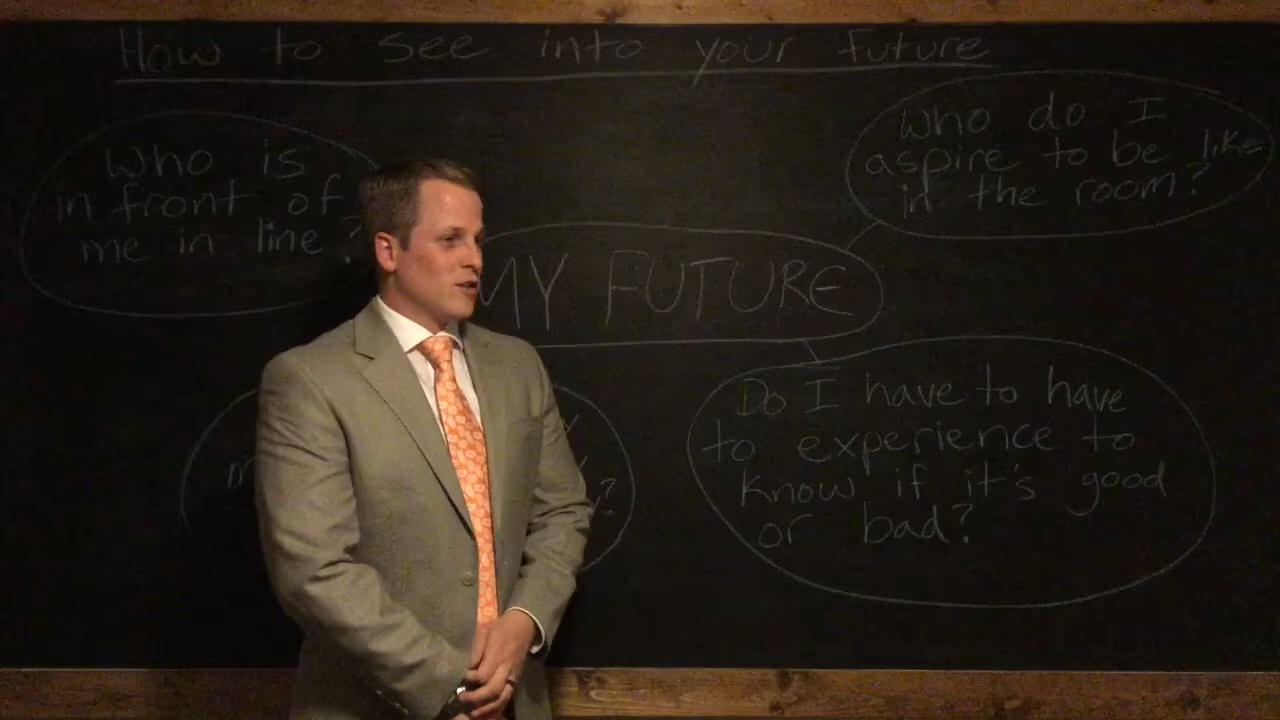 How to see into your future
Who is
in front of
me in line?
Who do I
aspire to be like
in the room?
MY FUTURE
Do I have to have
to experience to
know if it's good
or bad?